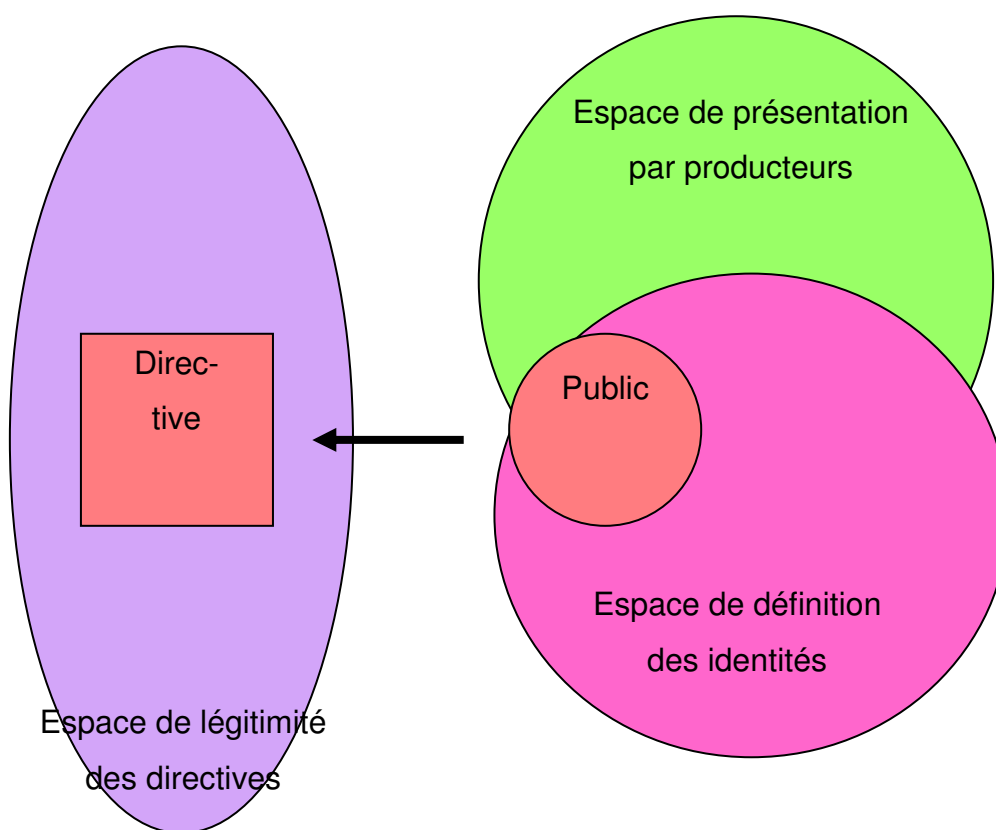 Espace de présentation
par producteurs
Direc-
tive
Public
Espace de définition
des identités
Espace de légitimité
des directives